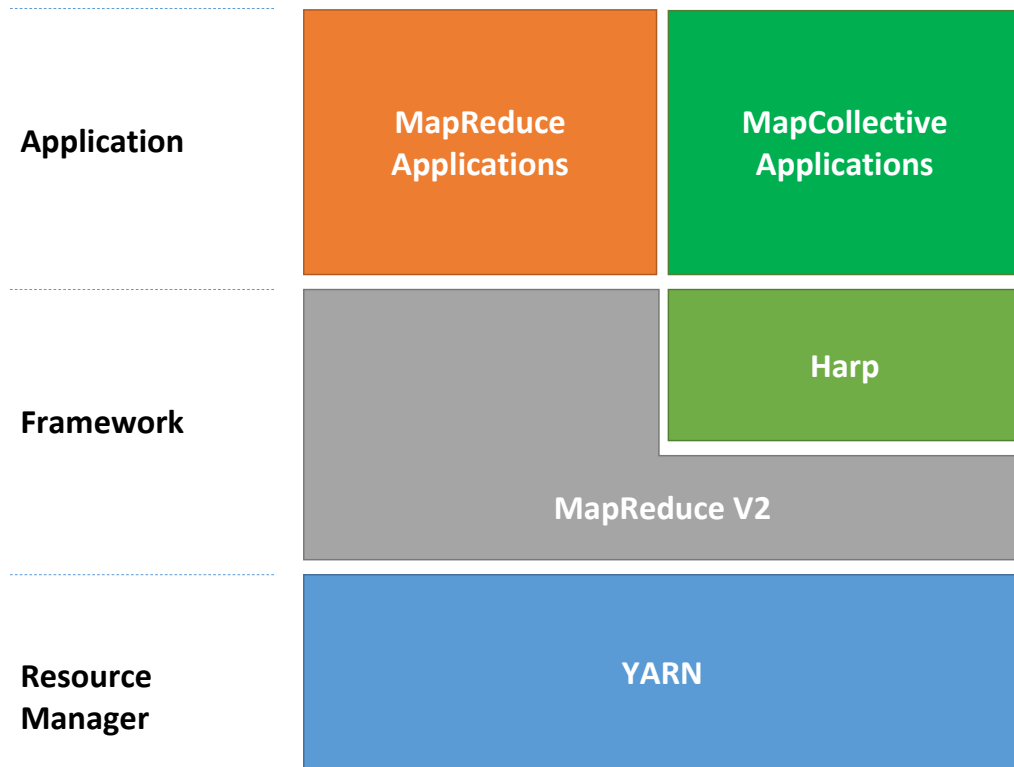 Application
MapReduce
Applications
MapCollective
Applications
Framework
Harp
MapReduce V2
Resource
Manager
YARN